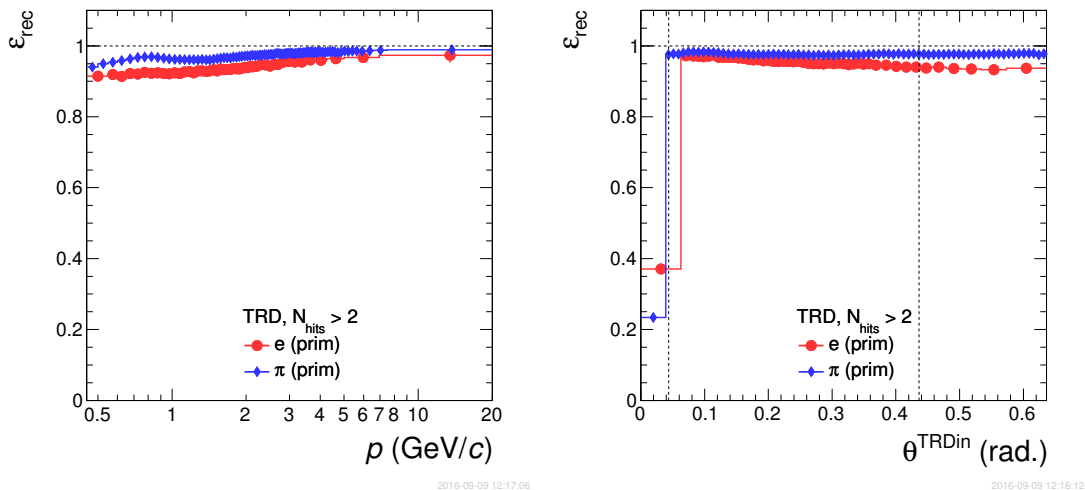 ε_rec
1
0.8
0.6
0.4
0.2
0
TRD, N_hits > 2
e (prim)
π (prim)
0.5 1 2 3 4 5 6 7 8 10 20
p (GeV/c)
2016-09-09 12:17:06
ε_rec
1
0.8
0.6
0.4
0.2
0
TRD, N_hits > 2
e (prim)
π (prim)
0 0.1 0.2 0.3 0.4 0.5 0.6
θ^TRDin (rad.)
2016-09-09 12:16:12